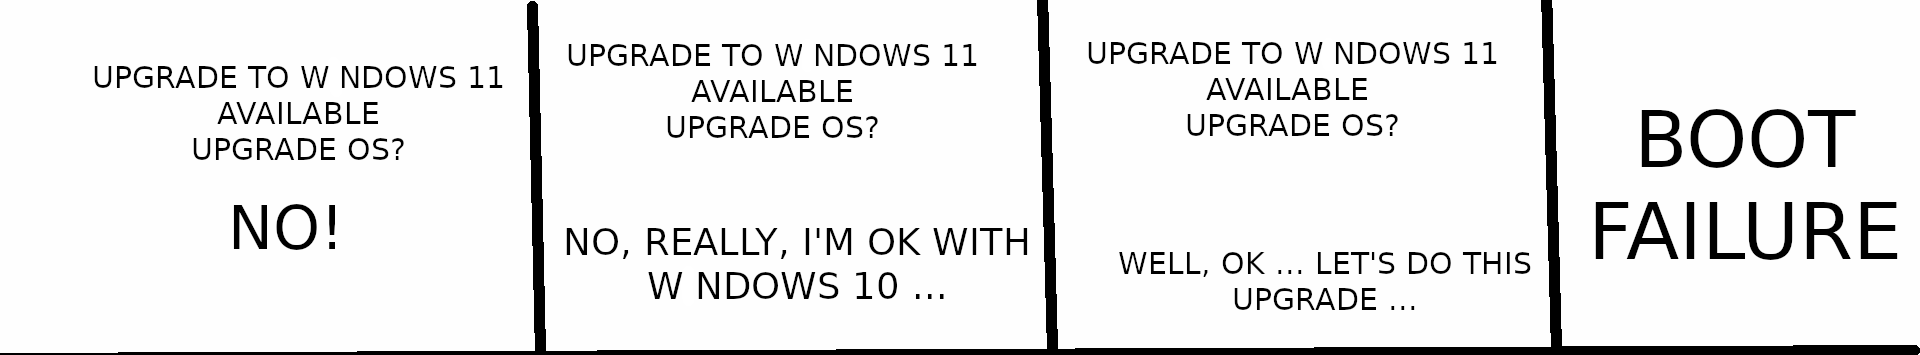 UPGRADE TO W NDOWS 11
AVAILABLE
UPGRADE OS?
NO!
UPGRADE TO W NDOWS 11
AVAILABLE
UPGRADE OS?
NO, REALLY, I'M OK WITH
W NDOWS 10 ...
UPGRADE TO W NDOWS 11
AVAILABLE
UPGRADE OS?
WELL, OK ... LET'S DO THIS
UPGRADE ...
BOOT
FAILURE